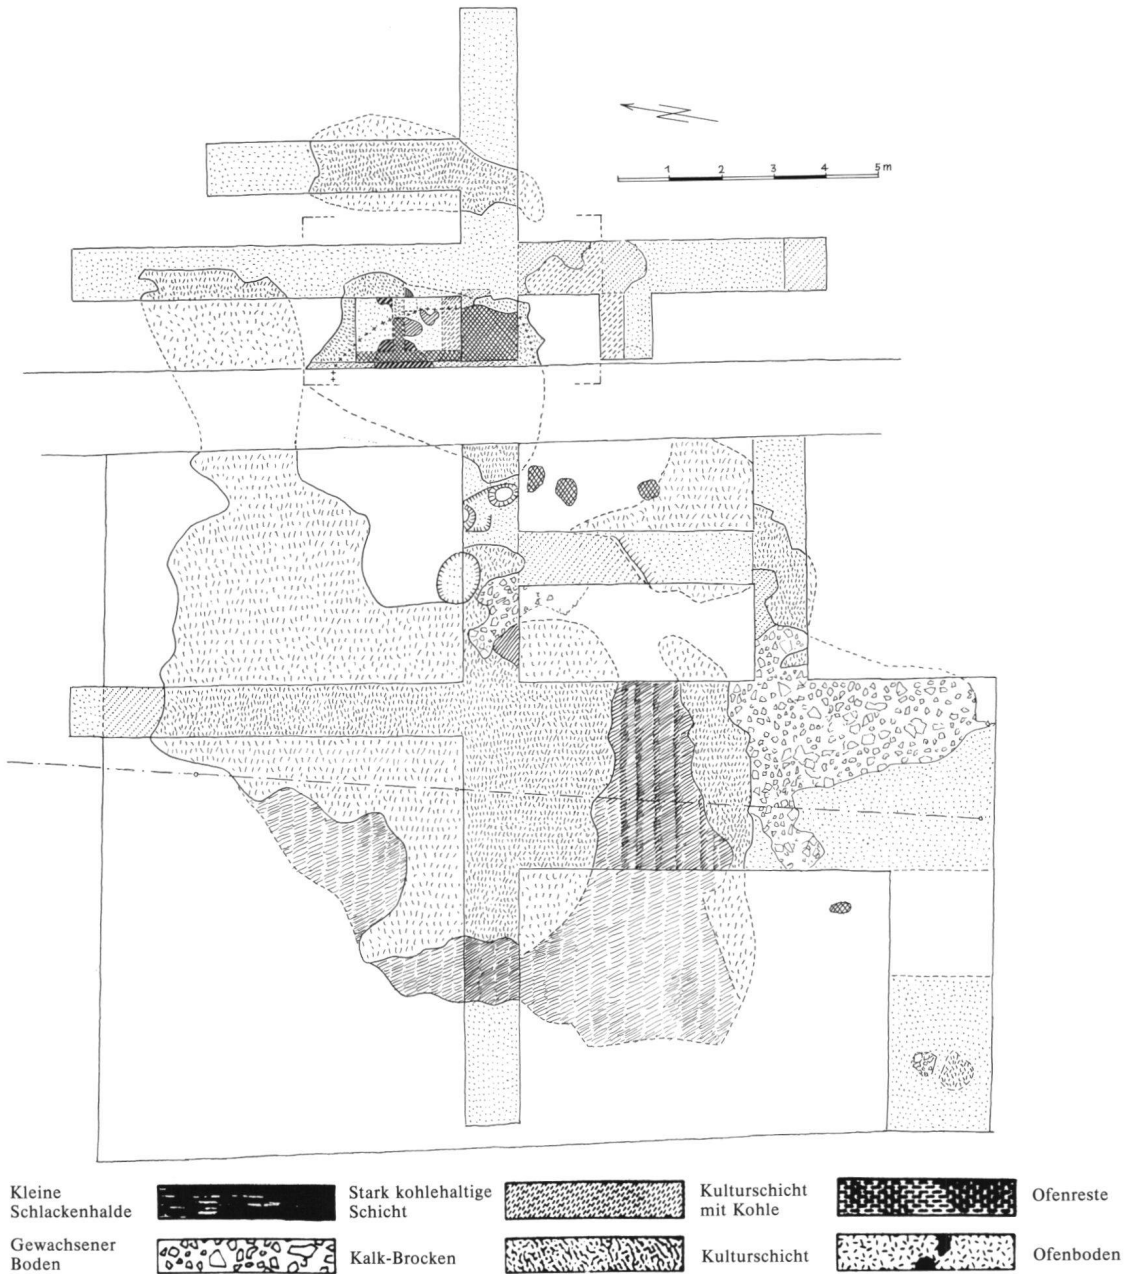 1 2 3 4 5 m
Kleine Schlackenhalde
Stark kohlehaltige Schicht
Kulturschicht mit Kohle
Ofenreste
Gewachsener Boden
Kalk-Brocken
Kulturschicht
Ofenboden